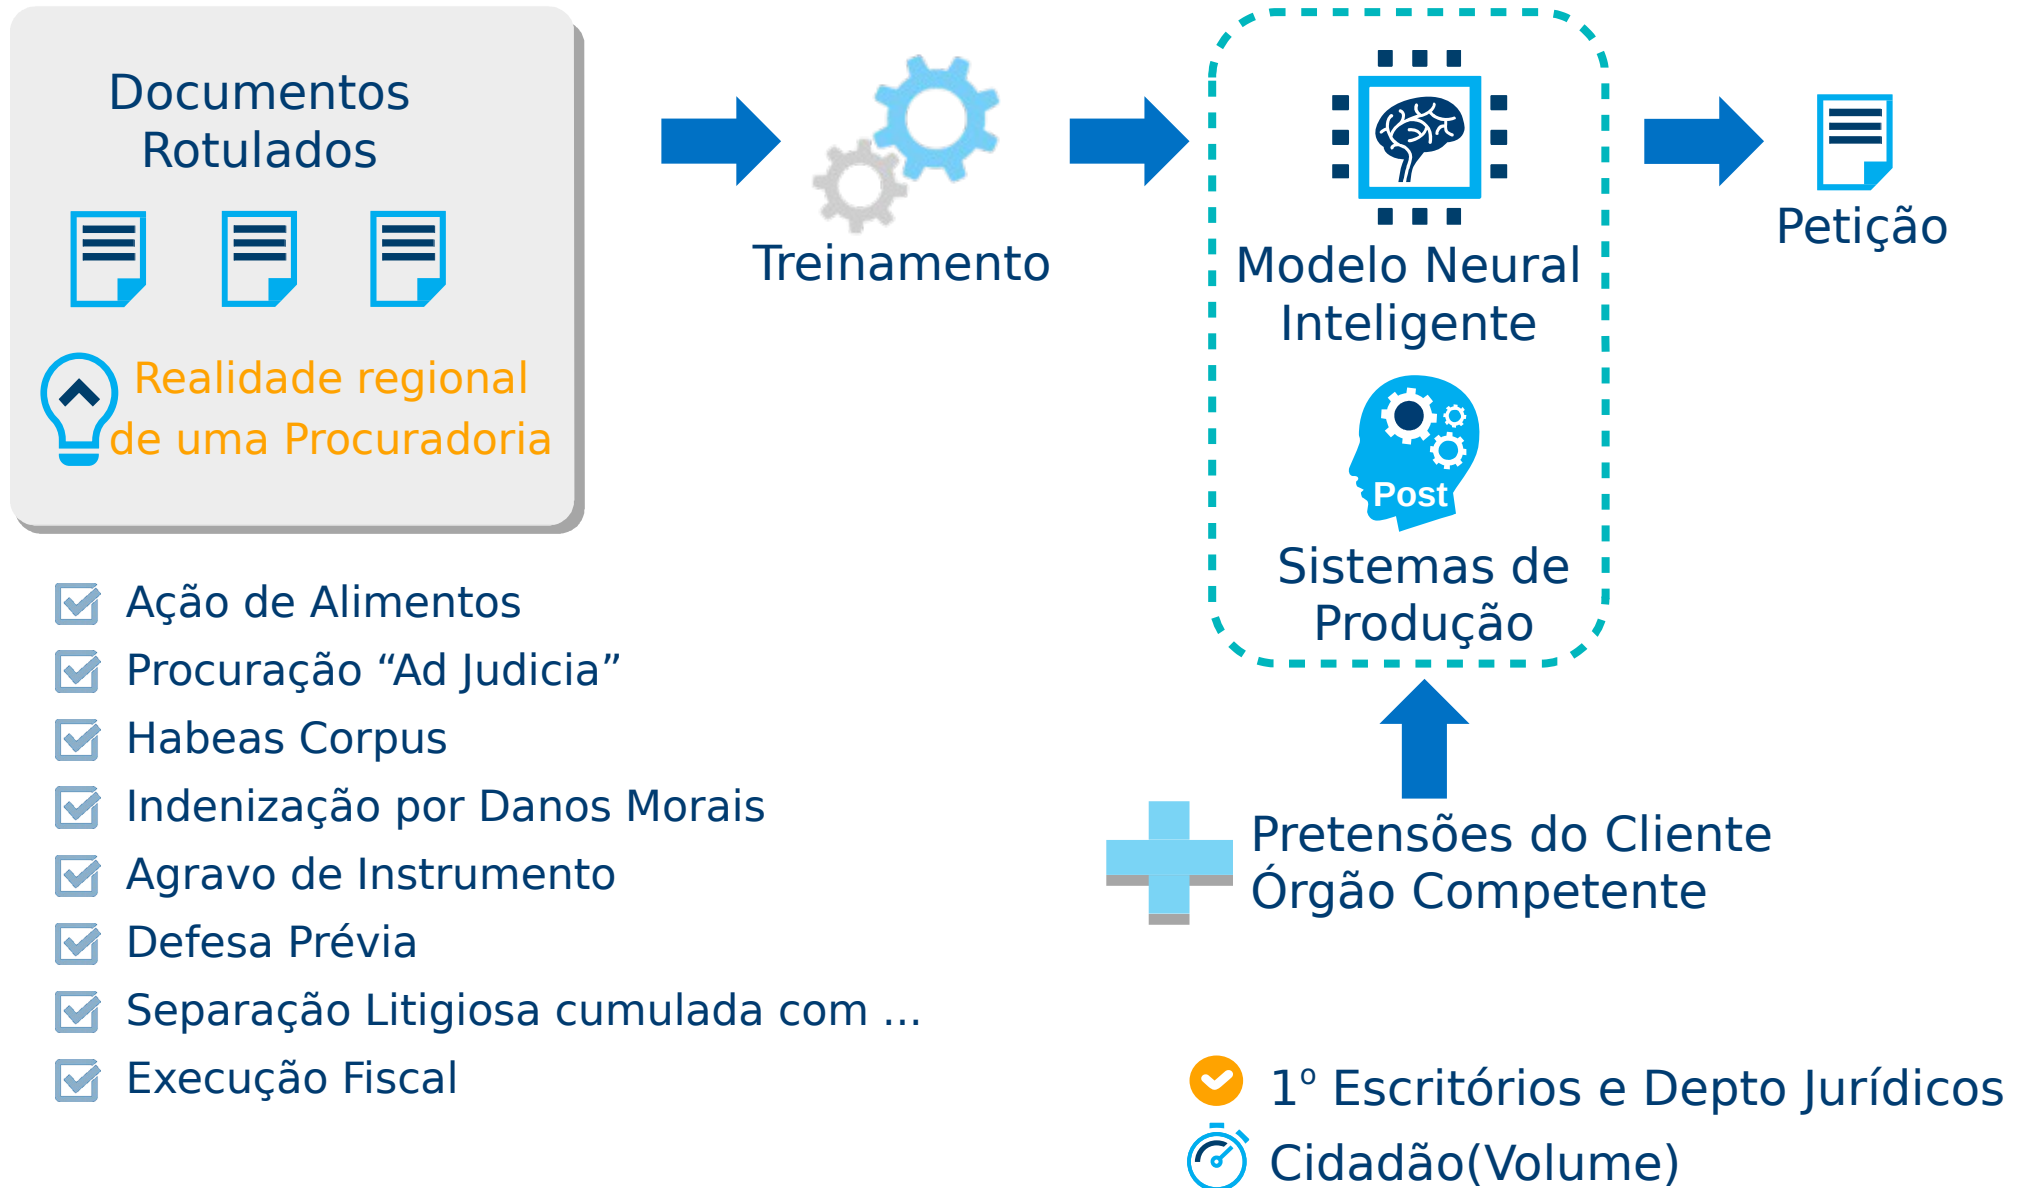 Documentos
Rotulados
Realidade regional
de uma Procuradoria
Treinamento
Modelo Neural
Inteligente
Post
Sistemas de
Produção
Petição
Ação de Alimentos
Procuração “Ad Judicia”
Habeas Corpus
Indenização por Danos Morais
Agravo de Instrumento
Defesa Prévia
Separação Litigiosa cumulada com ...
Execução Fiscal
Pretensões do Cliente
Órgão Competente
1º Escritórios e Depto Jurídicos
Cidadão(Volume)